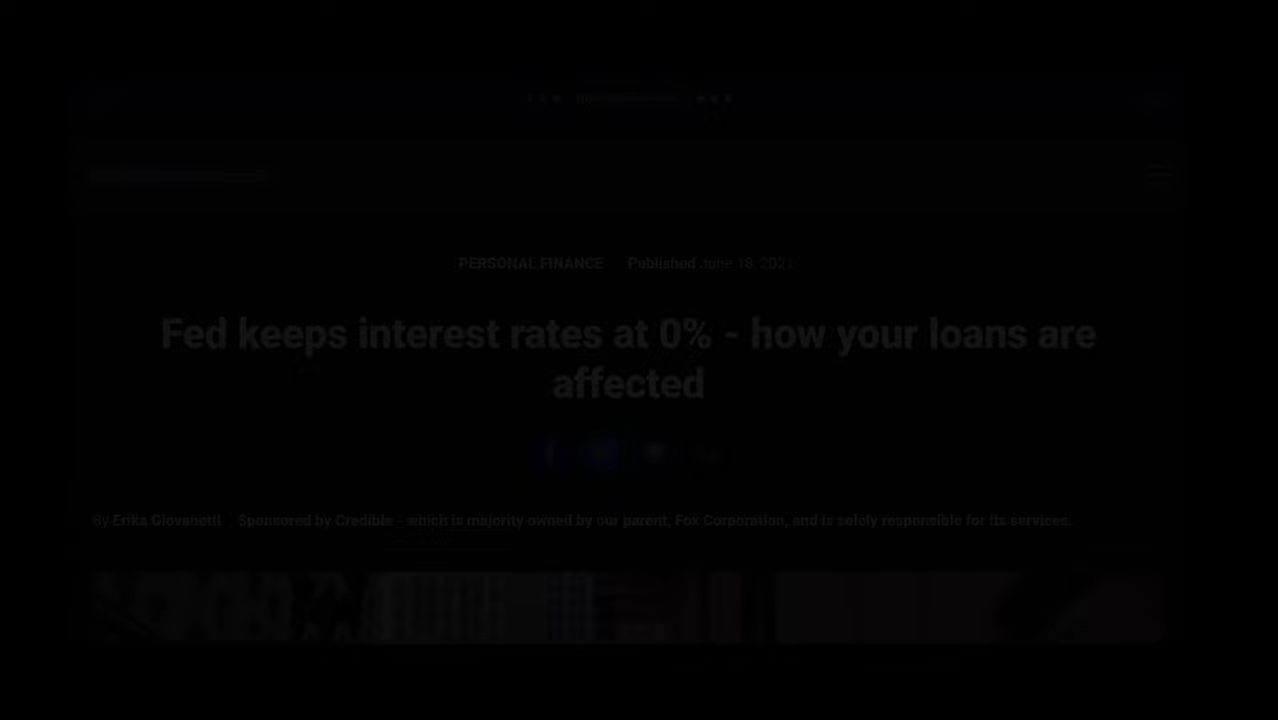 PERSONAL FINANCE Published June 18, 2021
Fed keeps interest rates at 0% - how your loans are
affected
By Erika Giovanetti Sponsored by Credible - which is majority owned by our parent, Fox Corporation, and is solely responsible for its services.